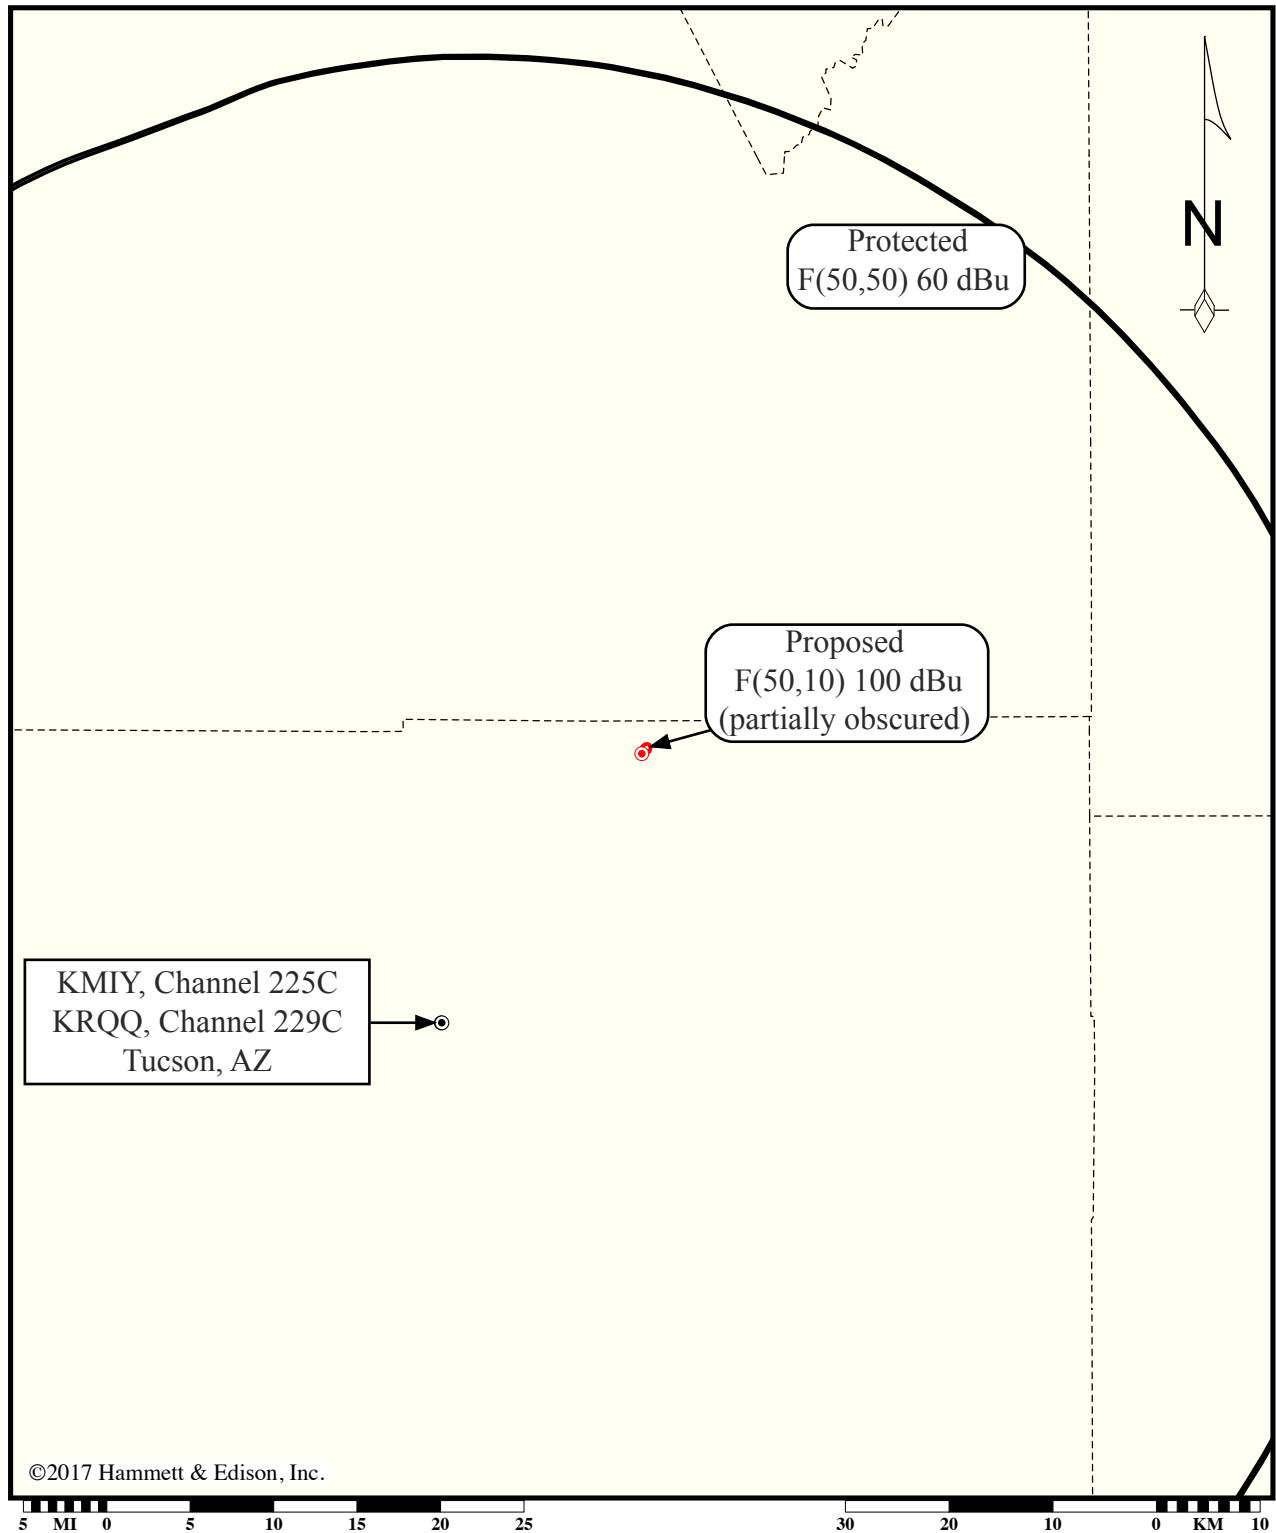 N
Protected
F(50,50) 60 dBu
Proposed
F(50,10) 100 dBu
(partially obscured)
KMIY, Channel 225C
KRQQ, Channel 229C
Tucson, AZ
©2017 Hammett & Edison, Inc.
5 MI 0 5 10 15 20 25 30 20 10 0 KM 10